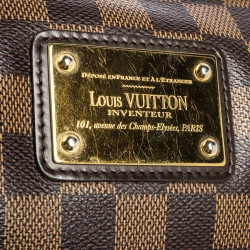 DÉPOSÉ EN FRANCE ET À L'ÉTRANGER
LOUIS VUITTON
INVENTEUR
101, avenue des Champs-Elysées, PARIS